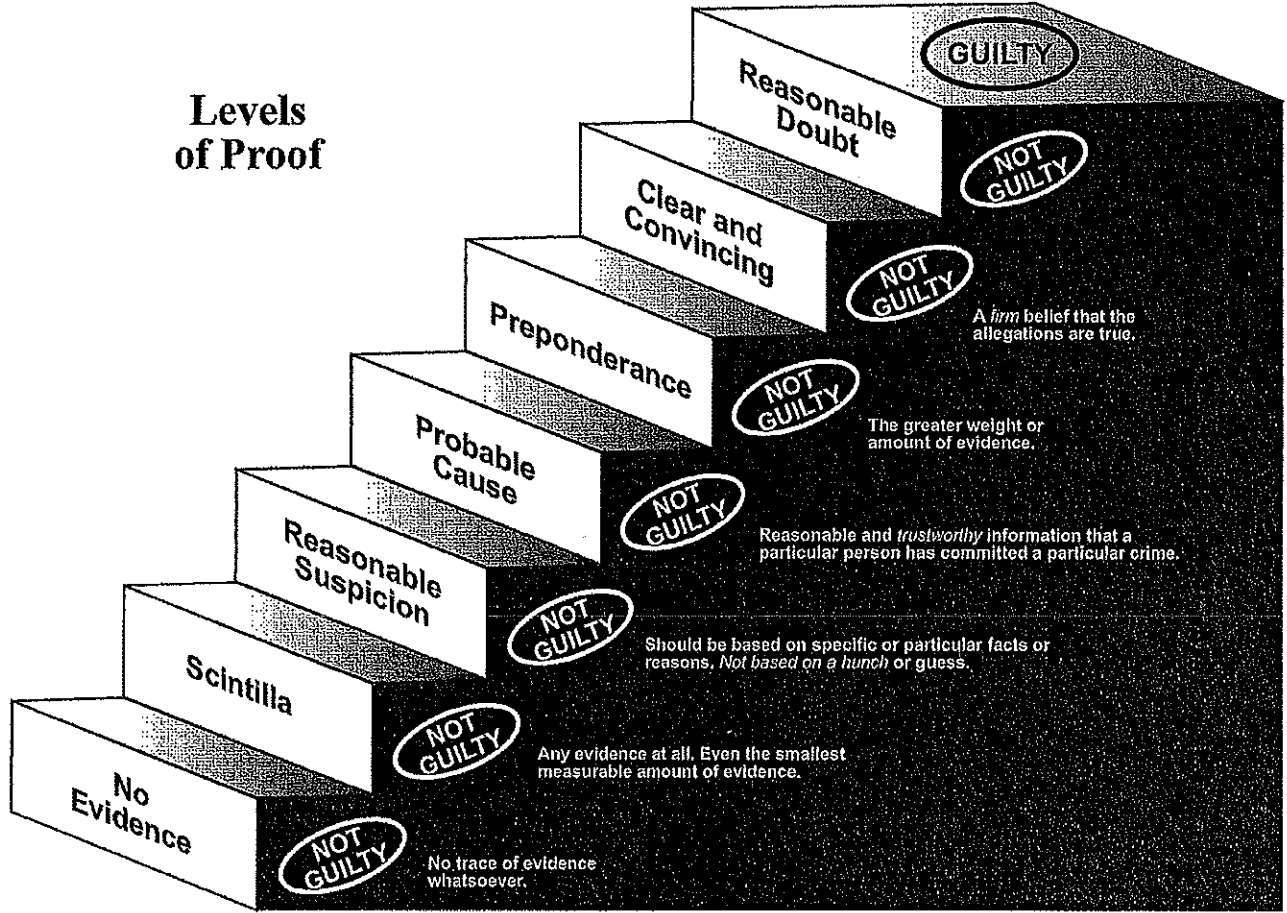 Levels
of Proof
GUILTY
Reasonable
Doubt
NOT
GUILTY
Clear and
Convincing
NOT
GUILTY
A firm belief that the
allegations are true.
Preponderance
NOT
GUILTY
The greater weight or
amount of evidence.
Probable
Cause
NOT
GUILTY
Reasonable and trustworthy information that a
particular person has committed a particular crime.
Reasonable
Suspicion
NOT
GUILTY
Should be based on specific or particular facts or
reasons. Not based on a hunch or guess.
Scintilla
NOT
GUILTY
Any evidence at all. Even the smallest
measurable amount of evidence.
No
Evidence
NOT
GUILTY
No trace of evidence
whatsoever.